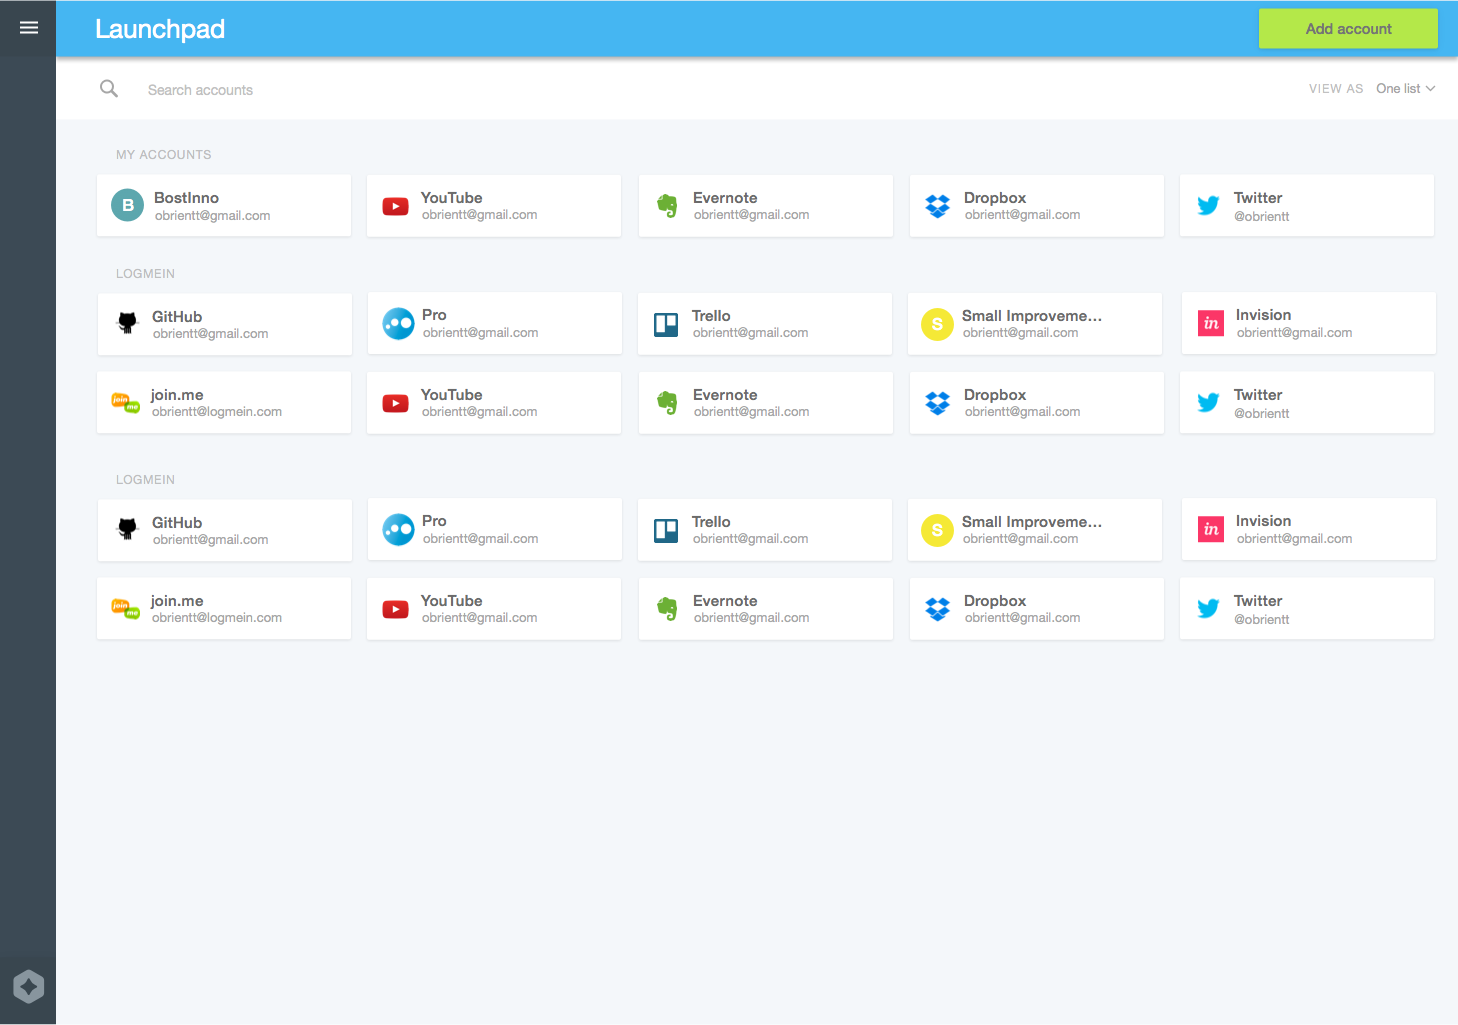 Launchpad
Add account
Search accounts
VIEW AS One list
MY ACCOUNTS
B BostInno
obrientt@gmail.com
YouTube
obrientt@gmail.com
Evernote
obrientt@gmail.com
Dropbox
obrientt@gmail.com
Twitter
@obrientt
LOGMEIN
GitHub
obrientt@gmail.com
Pro
obrientt@gmail.com
Trello
obrientt@gmail.com
S Small Improveme...
obrientt@gmail.com
in Invision
obrientt@gmail.com
join me join.me
obrientt@logmein.com
YouTube
obrientt@gmail.com
Evernote
obrientt@gmail.com
Dropbox
obrientt@gmail.com
Twitter
@obrientt
LOGMEIN
GitHub
obrientt@gmail.com
Pro
obrientt@gmail.com
Trello
obrientt@gmail.com
S Small Improveme...
obrientt@gmail.com
in Invision
obrientt@gmail.com
join me join.me
obrientt@logmein.com
YouTube
obrientt@gmail.com
Evernote
obrientt@gmail.com
Dropbox
obrientt@gmail.com
Twitter
@obrientt